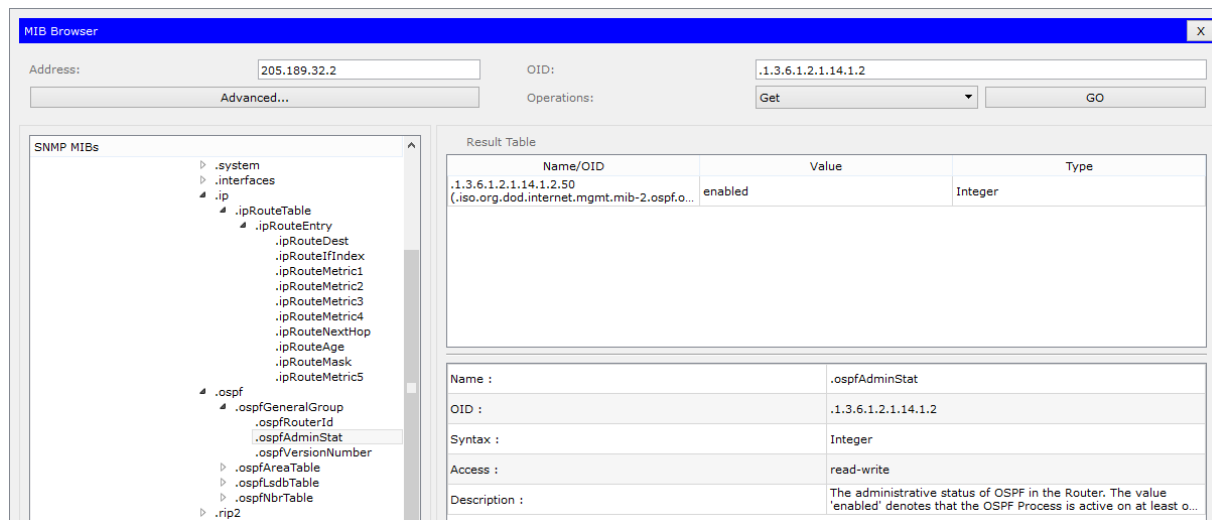 MIB Browser
X
Address:
205.189.32.2
OID:
.1.3.6.1.2.1.14.1.2
Advanced...
Operations:
Get
GO
SNMP MIBs
.system
.interfaces
.ip
.ipRouteTable
.ipRouteEntry
.ipRouteDest
.ipRouteIfIndex
.ipRouteMetric1
.ipRouteMetric2
.ipRouteMetric3
.ipRouteMetric4
.ipRouteNextHop
.ipRouteAge
.ipRouteMask
.ipRouteMetric5
.ospf
.ospfGeneralGroup
.ospfRouterId
.ospfAdminStat
.ospfVersionNumber
.ospfAreaTable
.ospfLsdbTable
.ospfNbrTable
.rip2
Result Table
Name/OID Value Type
.1.3.6.1.2.1.14.1.2.50
(.iso.org.dod.internet.mgmt.mib-2.ospf.o... enabled Integer
Name : .ospfAdminStat
OID : .1.3.6.1.2.1.14.1.2
Syntax : Integer
Access : read-write
Description : The administrative status of OSPF in the Router. The value
'enabled' denotes that the OSPF Process is active on at least o...